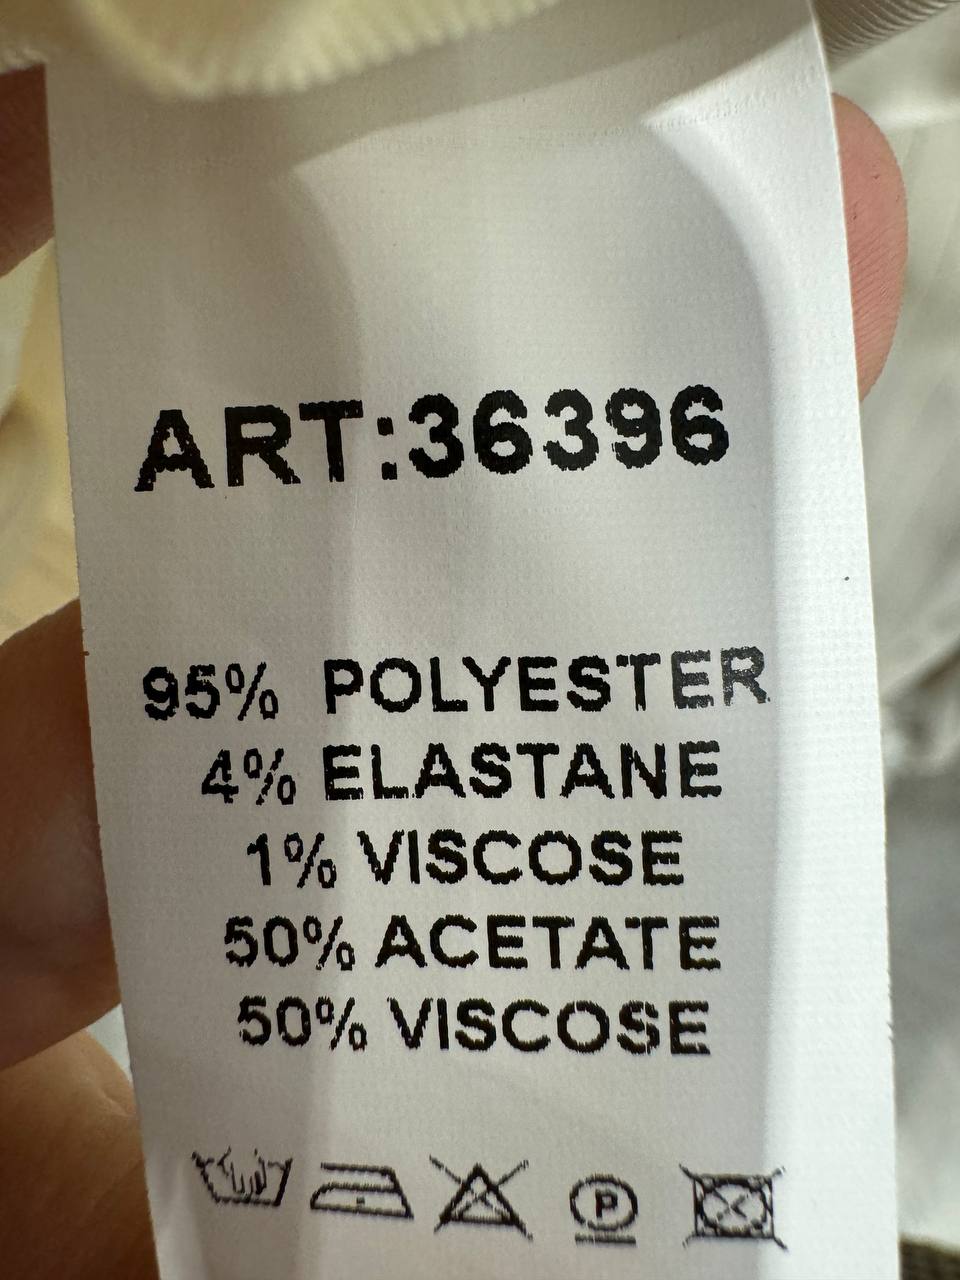 ART:36396
95% POLYESTER
4% ELASTANE
1% VISCOSE
50% ACETATE
50% VISCOSE
P